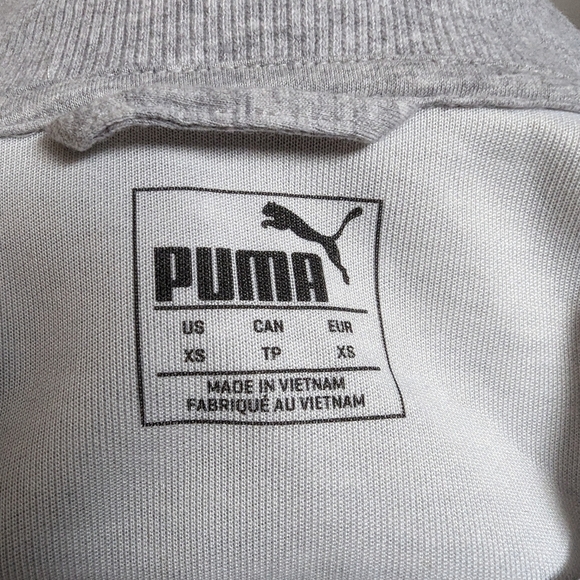 PUMA
US CAN EUR
XS TP XS
MADE IN VIETNAM
FABRIQUÉ AU VIETNAM